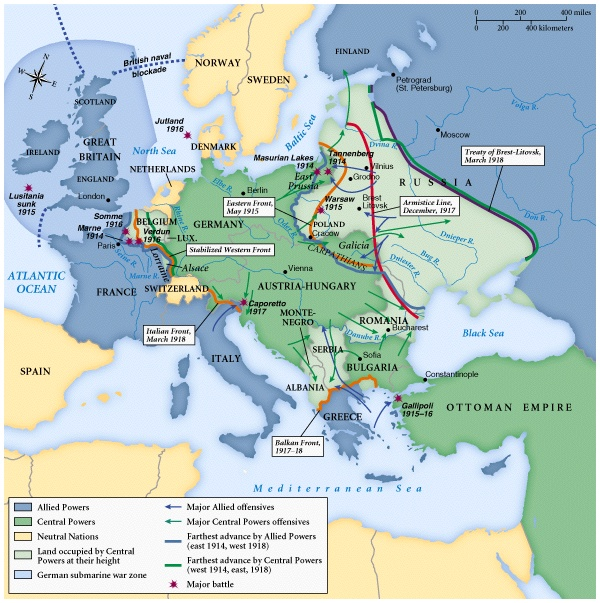 0 200 400 miles
0 200 400 kilometers
N
W
E
S
British naval
blockade
NORWAY
SWEDEN
FINLAND
Petrograd
(St. Petersburg)
Volga R.
Moscow
SCOTLAND
GREAT
BRITAIN
IRELAND
ENGLAND
London
North Sea
Jutland
1916
DENMARK
Baltic Sea
NETHERLANDS
Lusitania
sunk
1915
Masurian Lakes
1914
Tannenberg
1914
East
Prussia
Dvina R.
Vilnius
Grodno
Treaty of Brest-Litovsk,
March 1918
RUSSIA
Elbe R.
Berlin
Warsaw
1915
Brest
Litovsk
Armistice Line,
December, 1917
Eastern Front,
May 1915
Don R.
Somme
1916
Marne
1914
Verdun
1916
BELGIUM
LUX.
Rhine R.
GERMANY
Oder R.
POLAND
Cracow
Galicia
Dnieper R.
Bug R.
Dniester R.
CARPATHIANS
Stabilized Western Front
Paris
Seine R.
Marne R.
Lorraine
Alsace
ATLANTIC
OCEAN
FRANCE
SWITZERLAND
Vienna
AUSTRIA-HUNGARY
Caporetto
1917
Italian Front,
March 1918
MONTE-
NEGRO
ROMANIA
Bucharest
Danube R.
Black Sea
ITALY
SERBIA
Sofia
BULGARIA
SPAIN
ALBANIA
Constantinople
Gallipoli
1915–16
OTTOMAN EMPIRE
GREECE
Balkan Front,
1917–18
Mediterranean Sea
Allied Powers
Central Powers
Neutral Nations
Land occupied by Central
Powers at their height
German submarine war zone
Major Allied offensives
Major Central Powers offensives
Farthest advance by Allied Powers
(east 1914, west 1918)
Farthest advance by Central Powers
(west 1914, east, 1918)
Major battle